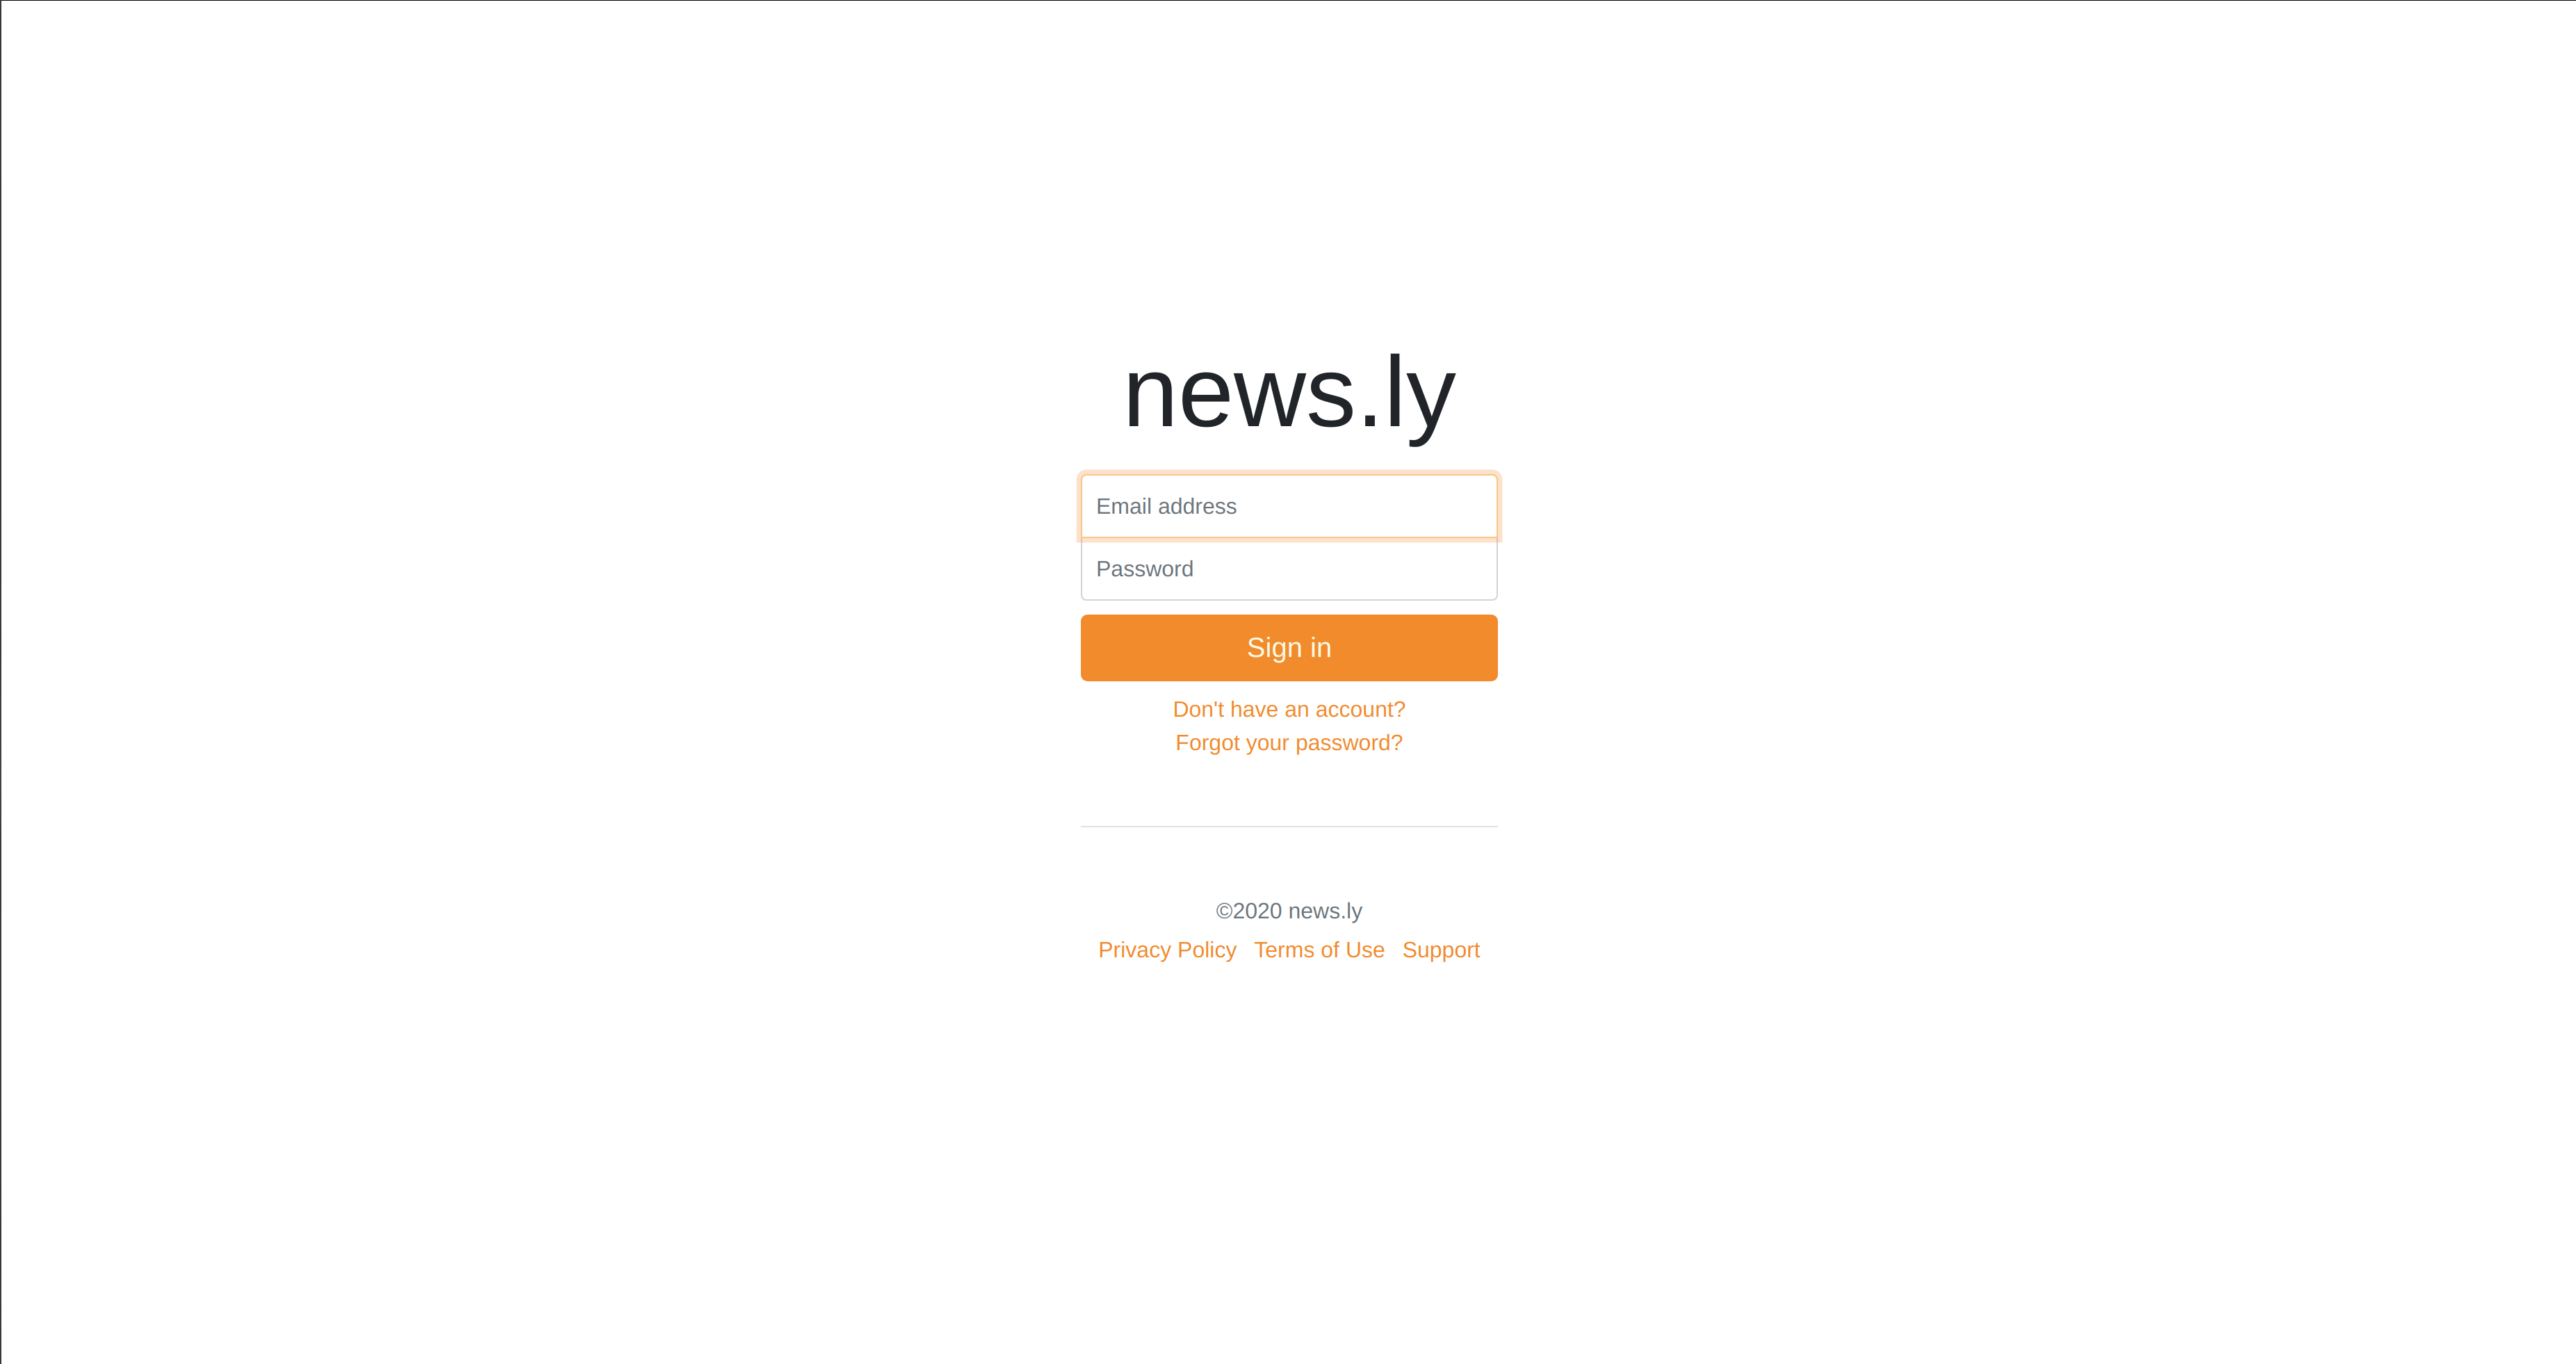 news.ly
Email address
Password
Sign in
Don't have an account?
Forgot your password?
©2020 news.ly
Privacy Policy Terms of Use Support